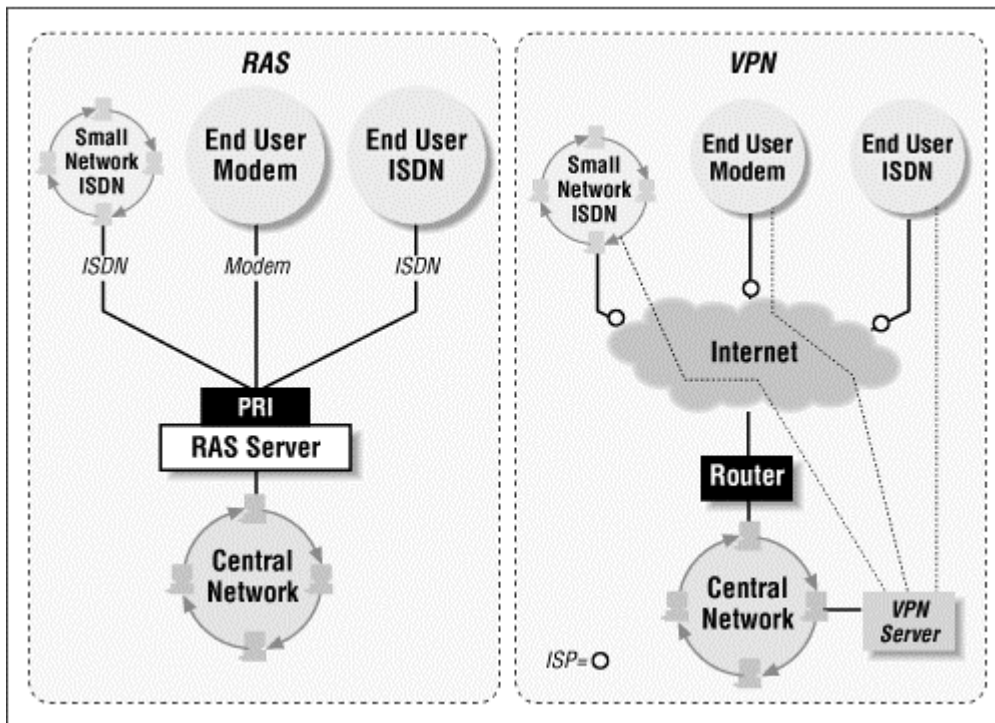 RAS
Small
Network
ISDN
End User
Modem
End User
ISDN
ISDN
Modem
ISDN
PRI
RAS Server
Central
Network
VPN
Small
Network
ISDN
End User
Modem
End User
ISDN
Internet
Router
Central
Network
VPN
Server
ISP=